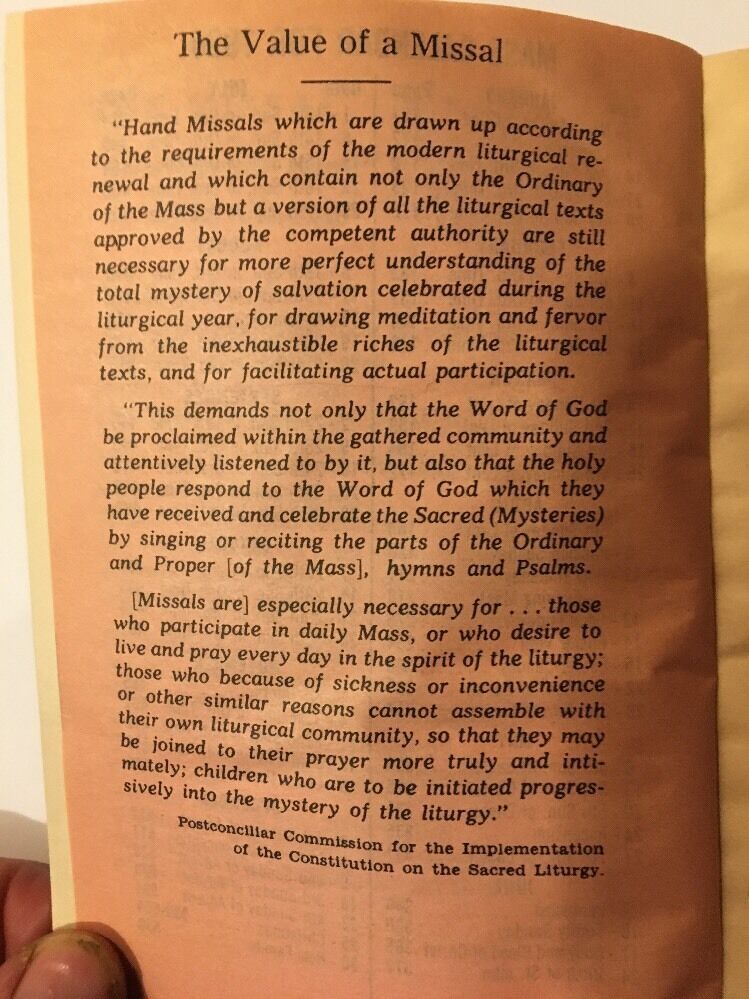 The Value of a Missal
"Hand Missals which are drawn up according
to the requirements of the modern liturgical re-
newal and which contain not only the Ordinary
of the Mass but a version of all the liturgical texts
approved by the competent authority are still
necessary for more perfect understanding of the
total mystery of salvation celebrated during the
liturgical year, for drawing meditation and fervor
from the inexhaustible riches of the liturgical
texts, and for facilitating actual participation.
"This demands not only that the Word of God
be proclaimed within the gathered community and
attentively listened to by it, but also that the holy
people respond to the Word of God which they
have received and celebrate the Sacred (Mysteries)
by singing or reciting the parts of the Ordinary
and Proper [of the Mass], hymns and Psalms.
[Missals are] especially necessary for . . . those
who participate in daily Mass, or who desire to
live and pray every day in the spirit of the liturgy;
those who because of sickness or inconvenience
or other similar reasons cannot assemble with
their own liturgical community, so that they may
be joined to their prayer more truly and inti-
mately; children who are to be initiated progres-
sively into the mystery of the liturgy."
Postconciliar Commission for the Implementation
of the Constitution on the Sacred Liturgy.